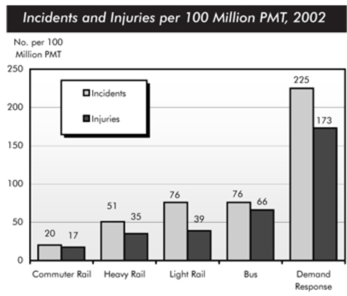 Incidents and Injuries per 100 Million PMT, 2002
No. per 100
Million PMT
250
200
150
100
50
0
Incidents
Injuries
20 17
51 35
76 39
76 66
225 173
Commuter Rail Heavy Rail Light Rail Bus Demand
Response